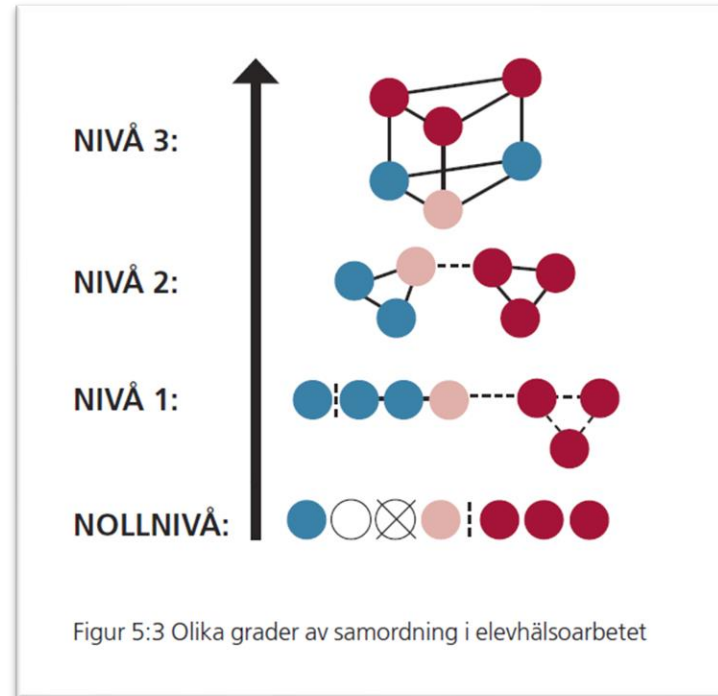 NIVÅ 3:
NIVÅ 2:
NIVÅ 1:
NOLLNIVÅ:
Figur 5:3 Olika grader av samordning i elevhälsoarbetet